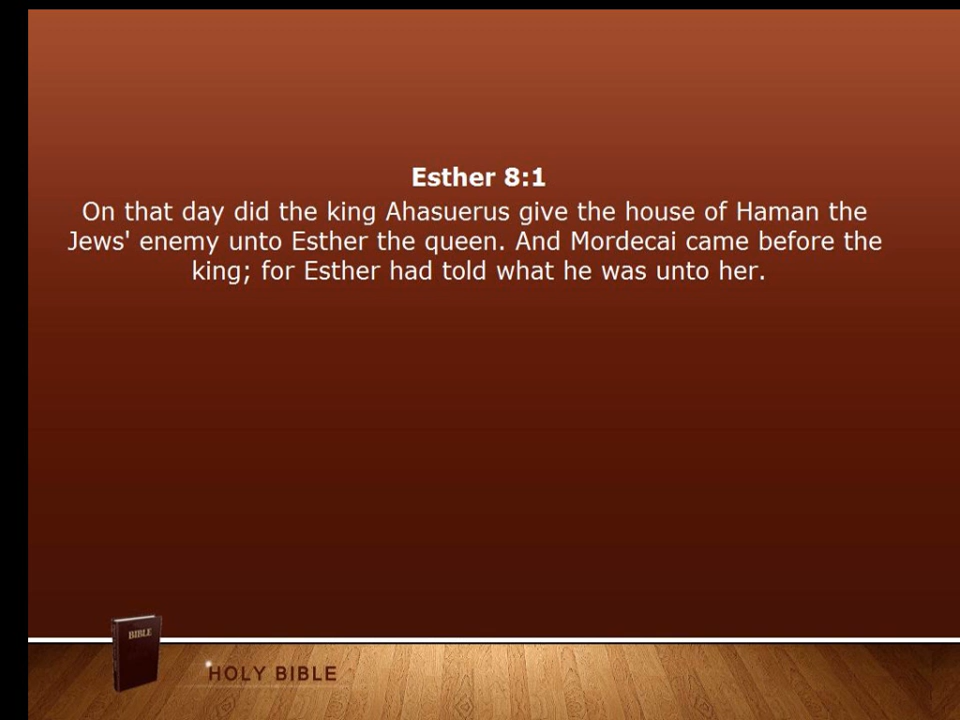 Esther 8:1
On that day did the king Ahasuerus give the house of Haman the
Jews' enemy unto Esther the queen. And Mordecai came before the
king; for Esther had told what he was unto her.
BIBLE
HOLY BIBLE